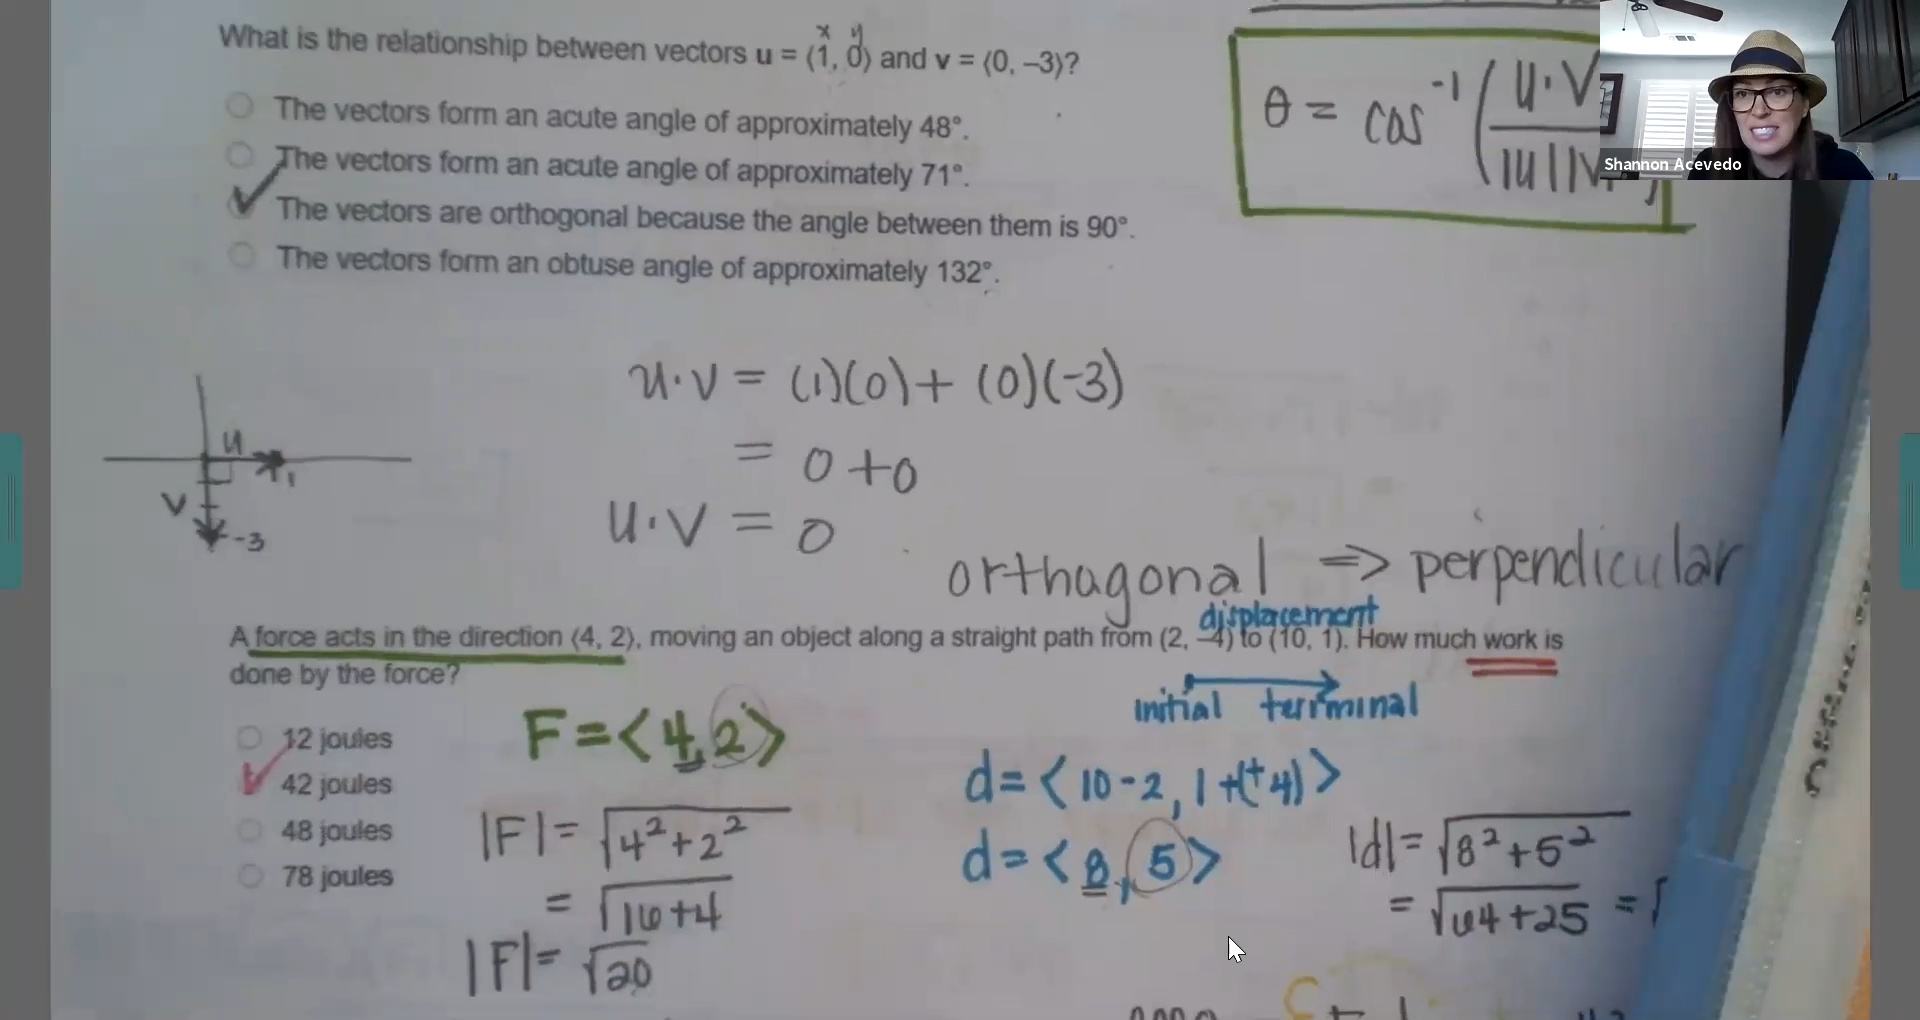 What is the relationship between vectors u = ⟨1, 0⟩ and v = ⟨0, –3⟩?
x y
The vectors form an acute angle of approximately 48°.
The vectors form an acute angle of approximately 71°.
The vectors are orthogonal because the angle between them is 90°.
The vectors form an obtuse angle of approximately 132°.
θ = cos⁻¹(u·v
|u||v
Shannon Acevedo
u·v = (1)(0) + (0)(-3)
= 0 + 0
u·v = 0
u
1
v
-3
orthagonal => perpendicular
displacement
A force acts in the direction ⟨4, 2⟩, moving an object along a straight path from (2, –4) to (10, 1). How much work is
done by the force?
initial terminal
12 joules
42 joules
48 joules
78 joules
F = <4, 2>
|F| = √4² + 2²
= √16 + 4
|F| = √20
d = <10 - 2, 1 + (+4)>
d = <8, 5>
|d| = √8² + 5²
= √64 + 25 = √